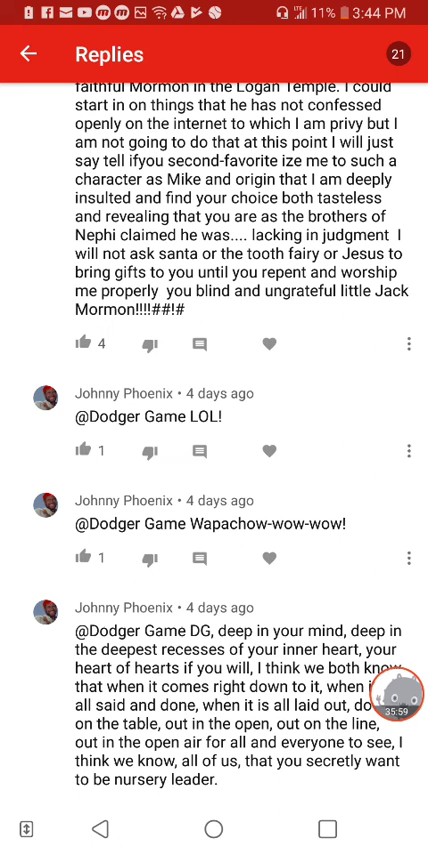 11% 3:44 PM
Replies
21
faithful Mormon in the Logan Temple. I could
start in on things that he has not confessed
openly on the internet to which I am privy but I
am not going to do that at this point I will just
say tell ifyou second-favorite ize me to such a
character as Mike and origin that I am deeply
insulted and find your choice both tasteless
and revealing that you are as the brothers of
Nephi claimed he was.... lacking in judgment I
will not ask santa or the tooth fairy or Jesus to
bring gifts to you until you repent and worship
me properly you blind and ungrateful little Jack
Mormon!!!!##!#
4
Johnny Phoenix • 4 days ago
@Dodger Game LOL!
1
Johnny Phoenix • 4 days ago
@Dodger Game Wapachow-wow-wow!
1
Johnny Phoenix • 4 days ago
@Dodger Game DG, deep in your mind, deep in
the deepest recesses of your inner heart, your
heart of hearts if you will, I think we both know
that when it comes right down to it, when
all said and done, when it is all laid out,
on the table, out in the open, out on the line,
out in the open air for all and everyone to see, I
think we know, all of us, that you secretly want
to be nursery leader.
35:59